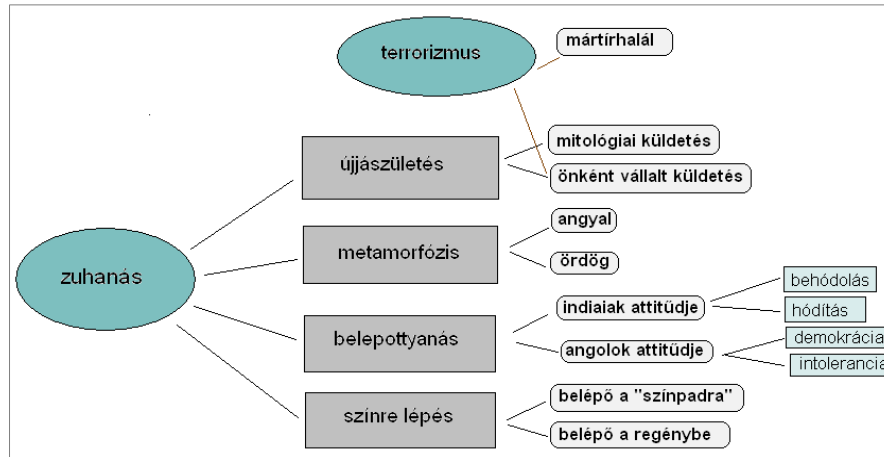 terrorizmus
mártírhalál
újjászületés
mitológiai küldetés
önként vállalt küldetés
zuhanás
metamorfózis
angyal
ördög
belepottyanás
indiaiak attitűdje
behódolás
hódítás
angolok attitűdje
demokrácia
intolerancia
színre lépés
belépő a "színpadra"
belépő a regénybe